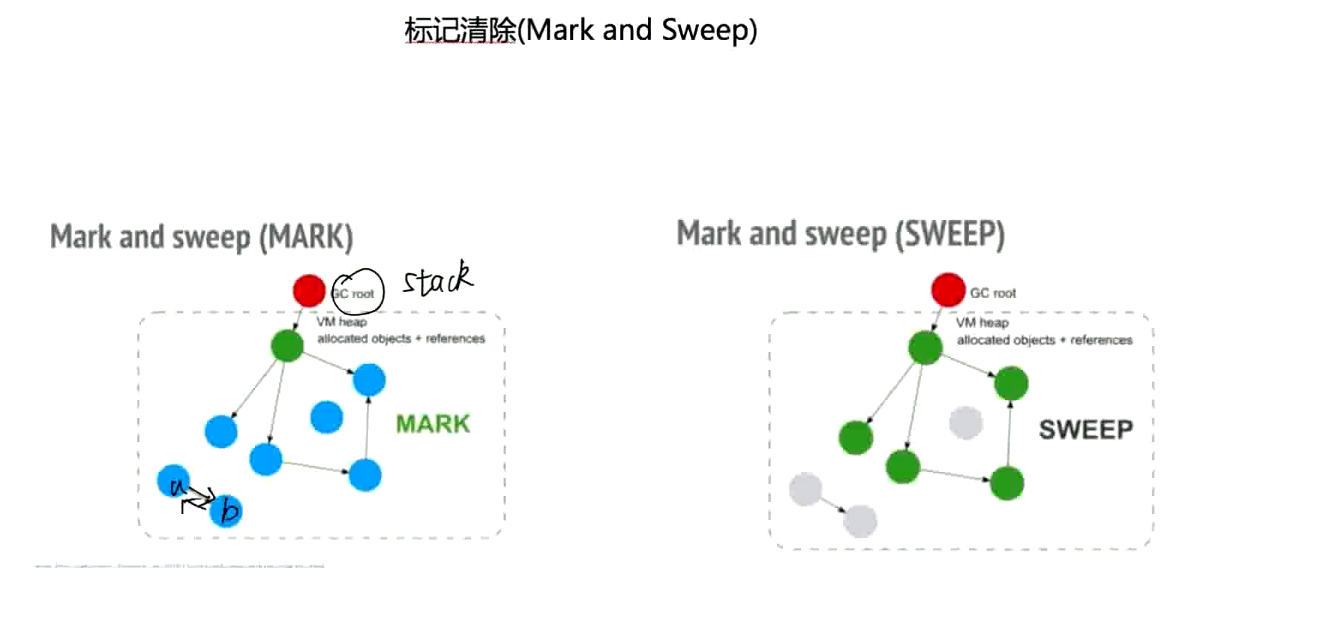 标记清除(Mark and Sweep)
Mark and sweep (MARK)
GC root
stack
VM heap
allocated objects + references
MARK
a
b
Mark and sweep (SWEEP)
GC root
VM heap
allocated objects + references
SWEEP